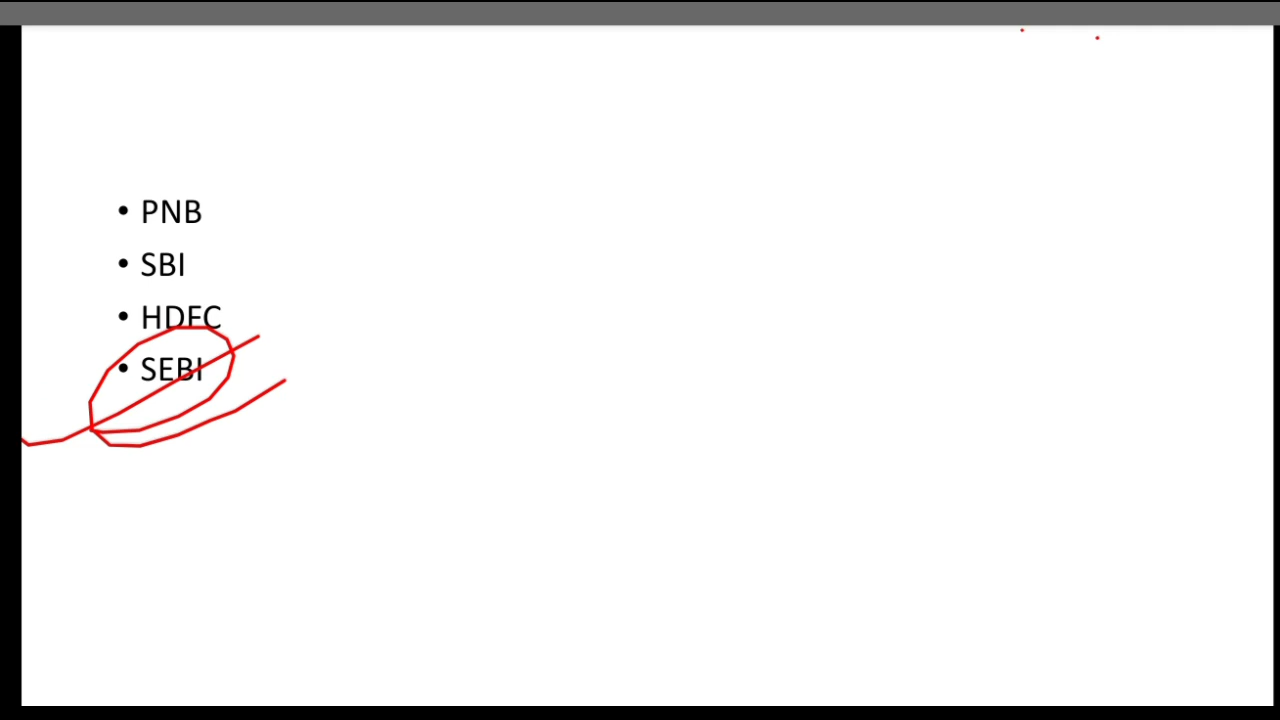 • PNB
• SBI
• HDFC
• SEBI